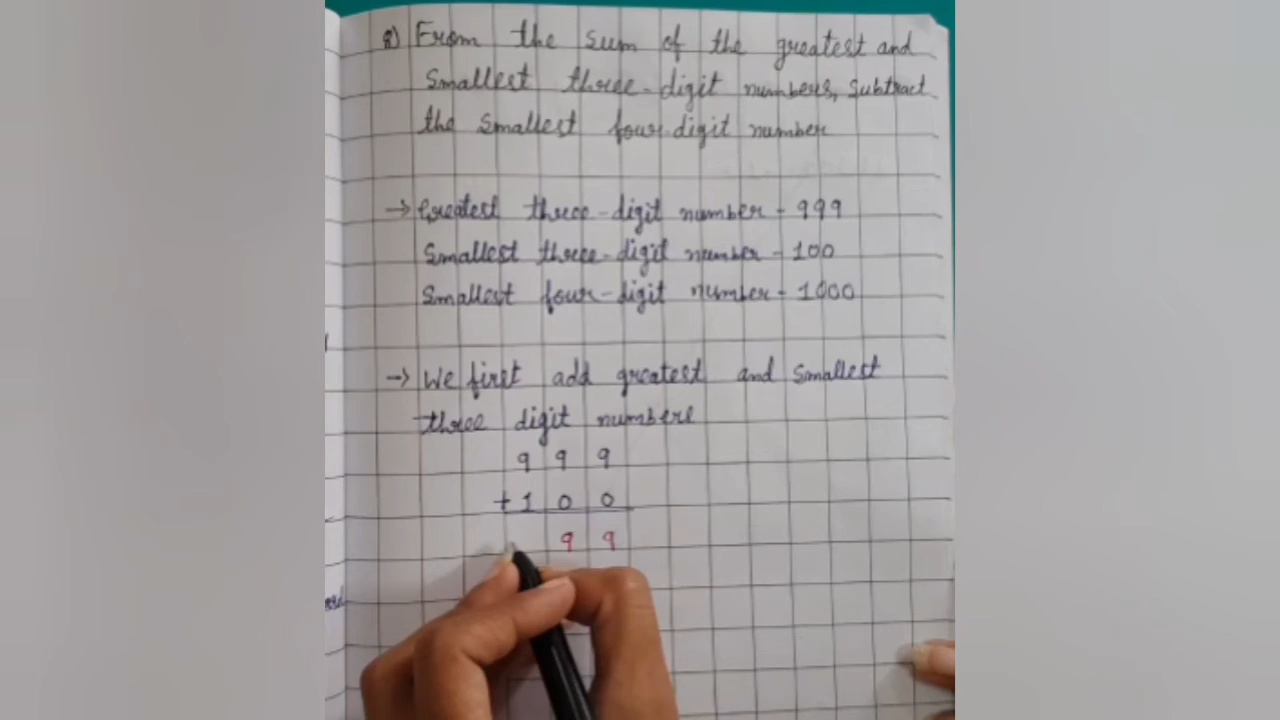 8) From the sum of the greatest and
smallest three-digit numbers, subtract
the smallest four-digit number
→ Greatest three-digit number - 999
Smallest three-digit number - 100
Smallest four-digit number - 1000
→ We first add greatest and smallest
three digit numbers
9 9 9
+ 1 0 0
9 9